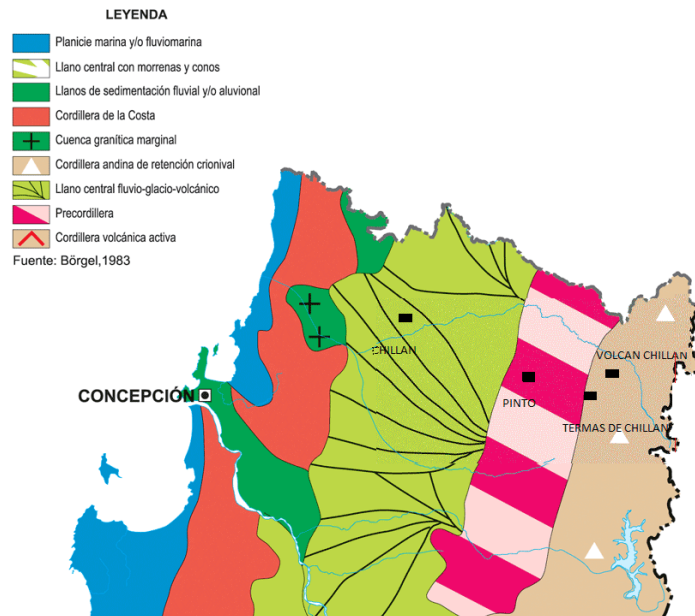 LEYENDA
Planicie marina y/o fluviomarina
Llano central con morrenas y conos
Llanos de sedimentación fluvial y/o aluvional
Cordillera de la Costa
Cuenca granítica marginal
Cordillera andina de retención crionival
Llano central fluvio-glacio-volcánico
Precordillera
Cordillera volcánica activa
Fuente: Börgel,1983
CHILLAN
VOLCAN CHILLAN
CONCEPCIÓN
PINTO
TERMAS DE CHILLAN